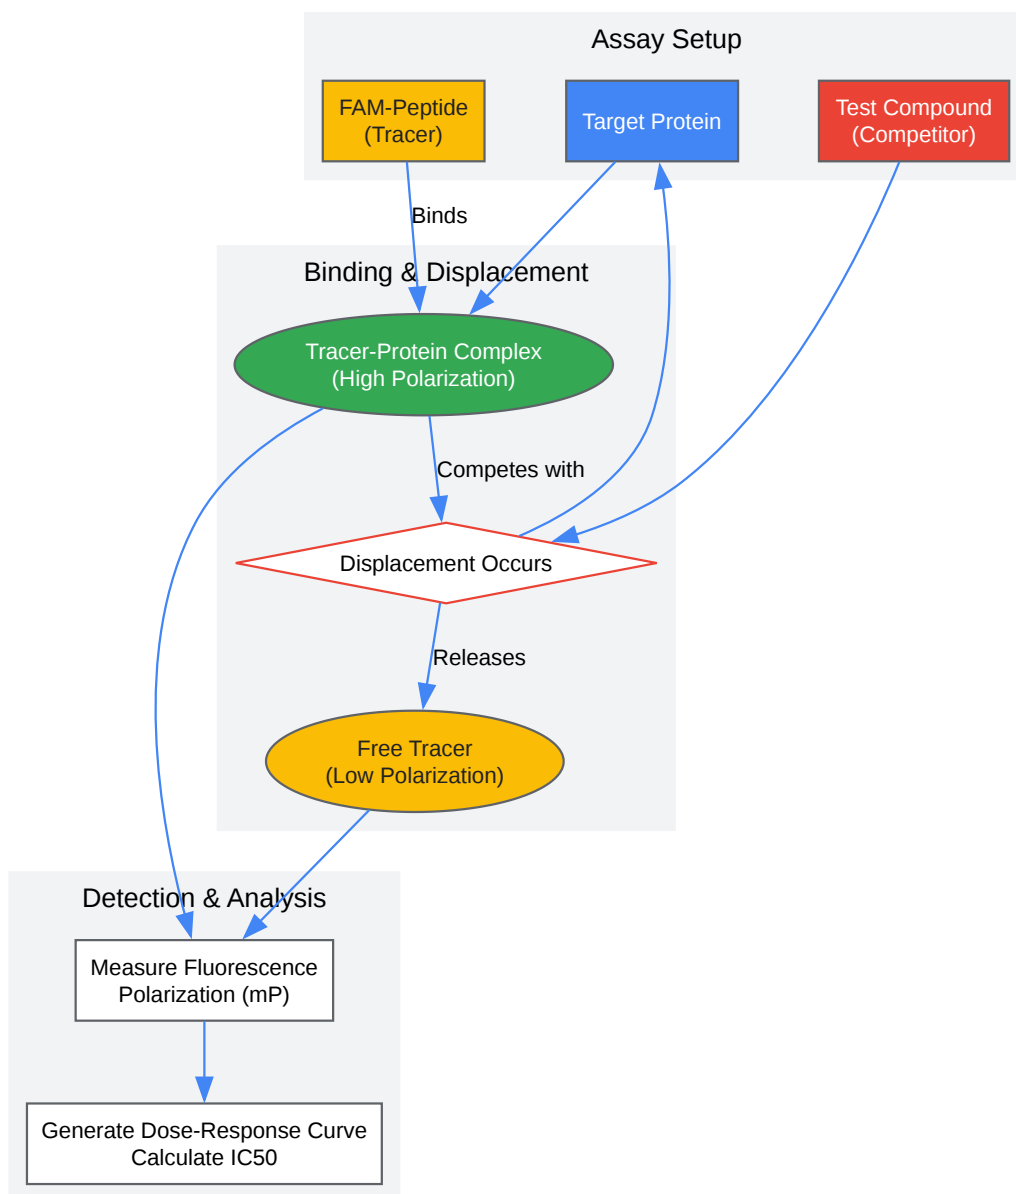 Assay Setup
FAM-Peptide
(Tracer)
Target Protein
Test Compound
(Competitor)
Binds
Binding & Displacement
Tracer-Protein Complex
(High Polarization)
Competes with
Displacement Occurs
Releases
Free Tracer
(Low Polarization)
Detection & Analysis
Measure Fluorescence
Polarization (mP)
Generate Dose-Response Curve
Calculate IC50